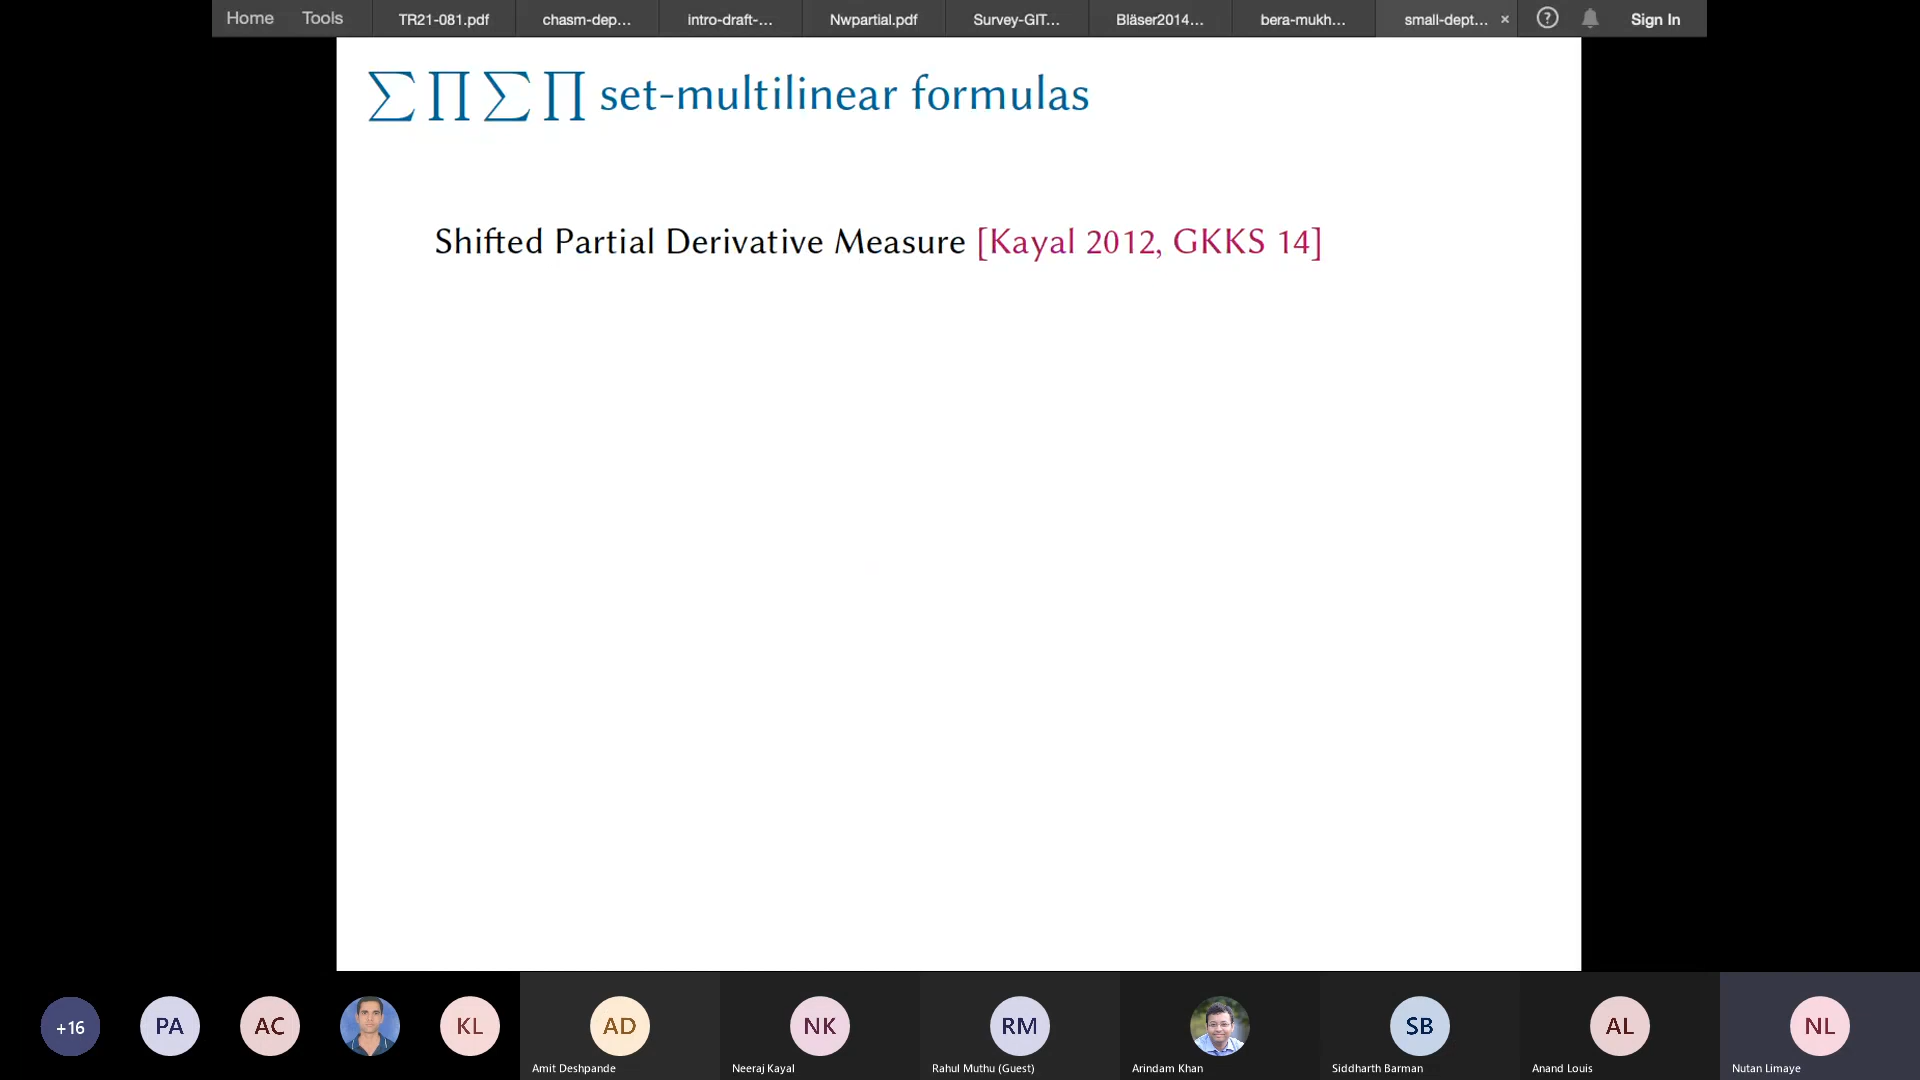 Home Tools TR21-081.pdf chasm-dep... intro-draft-... Nwpartial.pdf Survey-GIT... Bläser2014... bera-mukh... small-dept... × ? Sign In
∑∏∑∏ set-multilinear formulas
Shifted Partial Derivative Measure [Kayal 2012, GKKS 14]
+16 PA AC KL AD NK RM SB AL NL
Amit Deshpande Neeraj Kayal Rahul Muthu (Guest) Arindam Khan Siddharth Barman Anand Louis Nutan Limaye